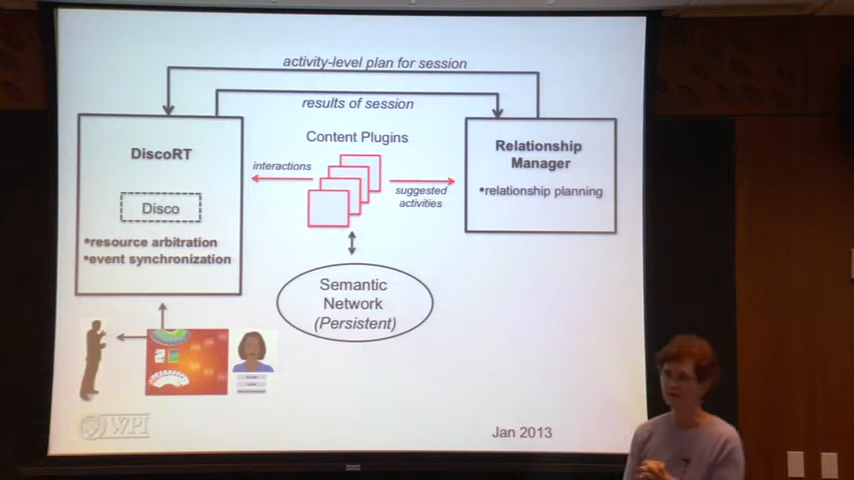 activity-level plan for session
results of session
Content Plugins
DiscoRT
Disco
•resource arbitration
•event synchronization
interactions
suggested
activities
Relationship
Manager
•relationship planning
Semantic
Network
(Persistent)
WPI
Jan 2013